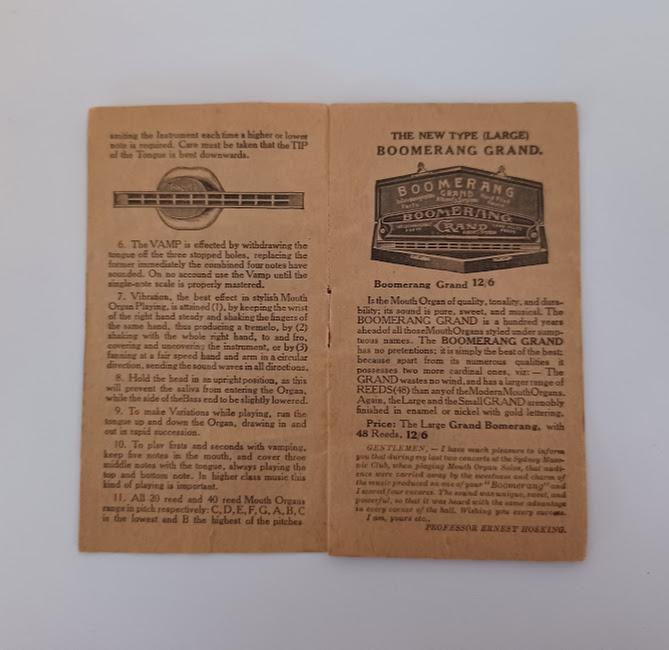 smiting the Instrument each time a higher or lower
note is required. Care must be taken that the TIP
of the Tongue is bent downwards.
6. The VAMP is effected by withdrawing the
tongue off the three stopped holes, replacing the
former immediately the combined four notes have
sounded. On no account use the Vamp until the
single-note scale is properly mastered.
7. Vibration, the best effect in stylish Mouth
Organ Playing, is attained (1), by keeping the wrist
of the right hand steady and shaking the fingers of
the same hand, thus producing a tremelo, by (2)
shaking with the whole right hand, to and fro,
covering and uncovering the instrument, or by (3)
fanning at a fair speed hand and arm in a circular
direction, sending the sound waves in all directions.
8. Hold the head in an upright position, as this
will prevent the saliva from entering the Organ,
while the side of the Bass end to be slightly lowered.
9. To make Variations while playing, run the
tongue up and down the Organ, drawing in and
out in rapid succession.
10. To play firsts and seconds with vamping,
keep five notes in the mouth, and cover three
middle notes with the tongue, always playing the
top and bottom note. In higher class music this
kind of playing is important.
11. All 20 reed and 40 reed Mouth Organs
range in pitch respectively: C, D, E, F, G, A, B, C
is the lowest and B the highest of the pitches
THE NEW TYPE (LARGE)
BOOMERANG GRAND.
BOOMERANG
GRAND
BOOMERANG
GRAND
Boomerang Grand 12/6
Is the Mouth Organ of quality, tonality, and dura-
bility; its sound is pure, sweet, and musical. The
BOOMERANG GRAND is a hundred years
ahead of all those Mouth Organs styled under sump-
tuous names. The BOOMERANG GRAND
has no pretentions; it is simply the best of the best;
because apart from its numerous qualities it
possesses two more cardinal ones, viz: — The
GRAND wastes no wind, and has a larger range of
REEDS (48) than any of the Modern Mouth Organs.
Again, the Large and the Small GRAND are nobly
finished in enamel or nickel with gold lettering.
Price: The Large Grand Bomerang, with
48 Reeds, 12/6
GENTLEMEN, — I have much pleasure to inform
you that during my last two concerts at the Sydney Masonic
Club, when playing Mouth Organ Solos, that audi-
ence were carried away by the sweetness and charm of
the music produced on one of your "Boomerang" and
I scored four encores. The sound was unique, sweet, and
powerful, so that it was heard with the same advantage
in every corner of the hall. Wishing you every success.
I am, yours etc.,
PROFESSOR ERNEST HOSKING.